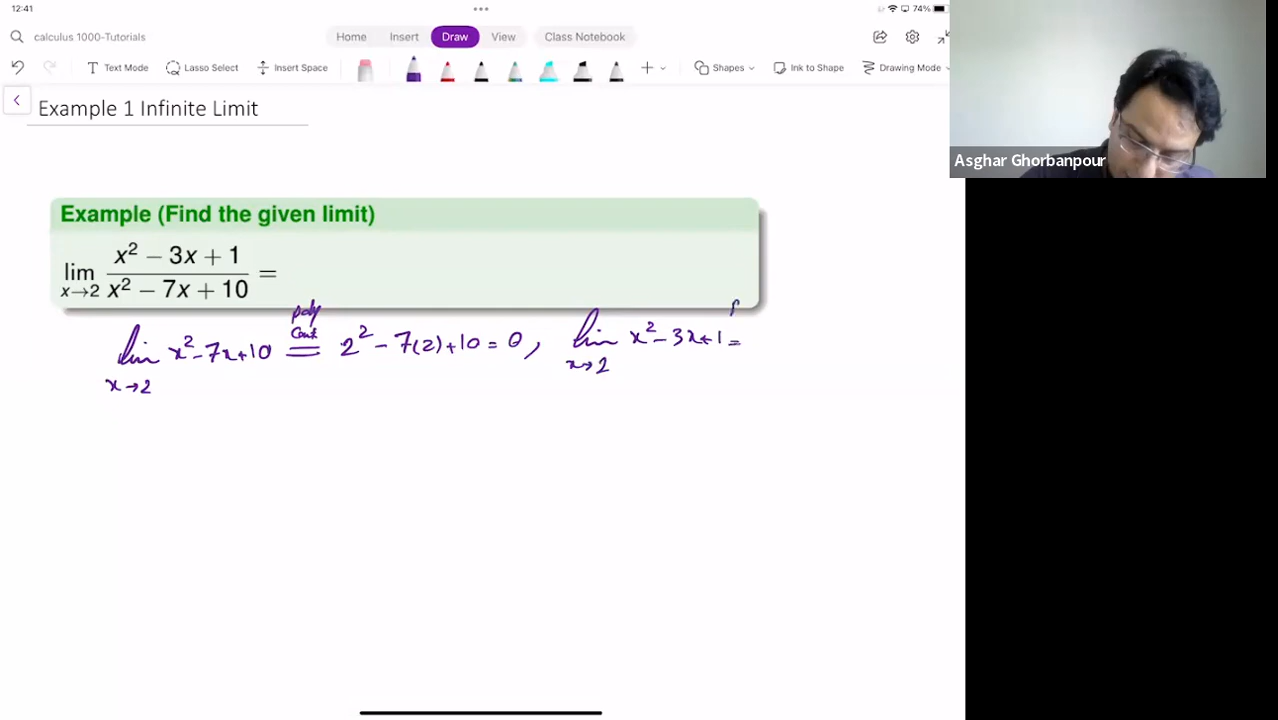 12:41
74%
calculus 1000-Tutorials
Home Insert Draw View Class Notebook
Text Mode Lasso Select Insert Space Shapes Ink to Shape Drawing Mode
Example 1 Infinite Limit
Asghar Ghorbanpour
Example (Find the given limit)
lim x→2 (x² − 3x + 1)/(x² − 7x + 10) =
poly
Cont
lim x→2 x² − 7x + 10 = 2² − 7(2) + 10 = 0, lim x→2 x² − 3x + 1 =